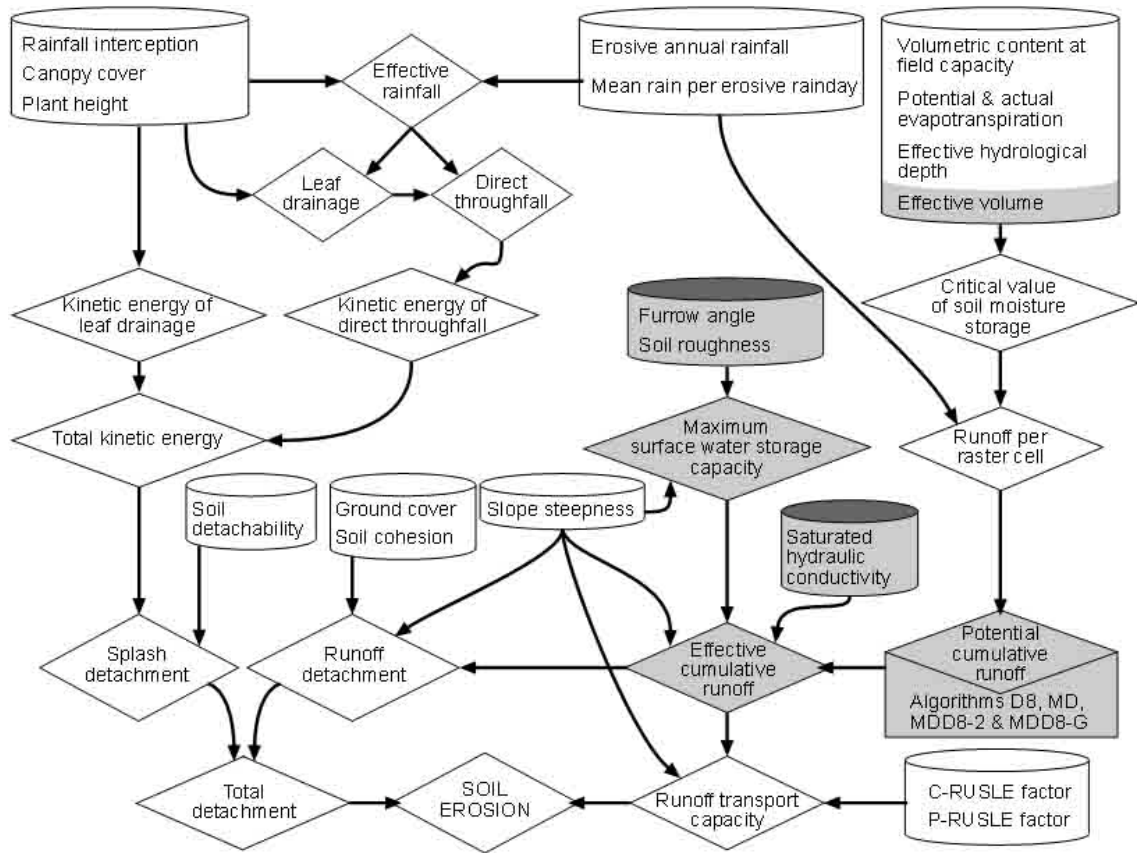 Rainfall interception
Canopy cover
Plant height
Effective
rainfall
Erosive annual rainfall
Mean rain per erosive rainday
Volumetric content at
field capacity
Potential & actual
evapotranspiration
Effective hydrological
depth
Effective volume
Leaf
drainage
Direct
throughfall
Kinetic energy of
leaf drainage
Kinetic energy of
direct throughfall
Furrow angle
Soil roughness
Critical value
of soil moisture
storage
Total kinetic energy
Maximum
surface water storage
capacity
Runoff per
raster cell
Soil
detachability
Ground cover
Soil cohesion
Slope steepness
Saturated
hydraulic
conductivity
Splash
detachment
Runoff
detachment
Effective
cumulative
runoff
Potential
cumulative
runoff
Algorithms D8, MD,
MDD8-2 & MDD8-G
Total
detachment
SOIL
EROSION
Runoff transport
capacity
C-RUSLE factor
P-RUSLE factor